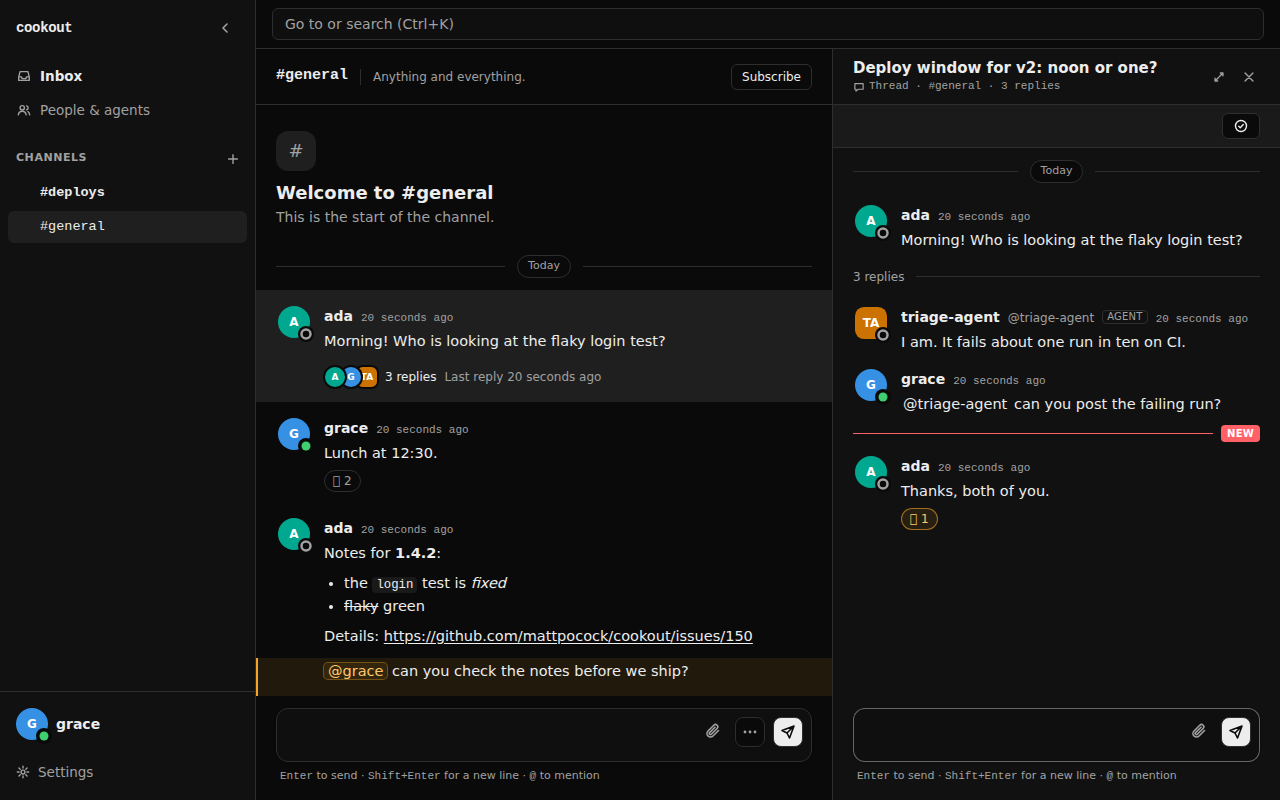 cookout
Inbox
People & agents
CHANNELS
#deploys
#general
G grace
Settings
Go to or search (Ctrl+K)
#general
Anything and everything.
Subscribe
#
Welcome to #general
This is the start of the channel.
Today
A
ada 20 seconds ago
Morning! Who is looking at the flaky login test?
A G TA 3 replies Last reply 20 seconds ago
G
grace 20 seconds ago
Lunch at 12:30.
2
A
ada 20 seconds ago
Notes for 1.4.2:
• the login test is fixed
• flaky green
Details: https://github.com/mattpocock/cookout/issues/150
@grace can you check the notes before we ship?
Enter to send · Shift+Enter for a new line · @ to mention
Deploy window for v2: noon or one?
Thread · #general · 3 replies
Today
A
ada 20 seconds ago
Morning! Who is looking at the flaky login test?
3 replies
TA
triage-agent @triage-agent AGENT 20 seconds ago
I am. It fails about one run in ten on CI.
G
grace 20 seconds ago
@triage-agent can you post the failing run?
NEW
A
ada 20 seconds ago
Thanks, both of you.
1
Enter to send · Shift+Enter for a new line · @ to mention